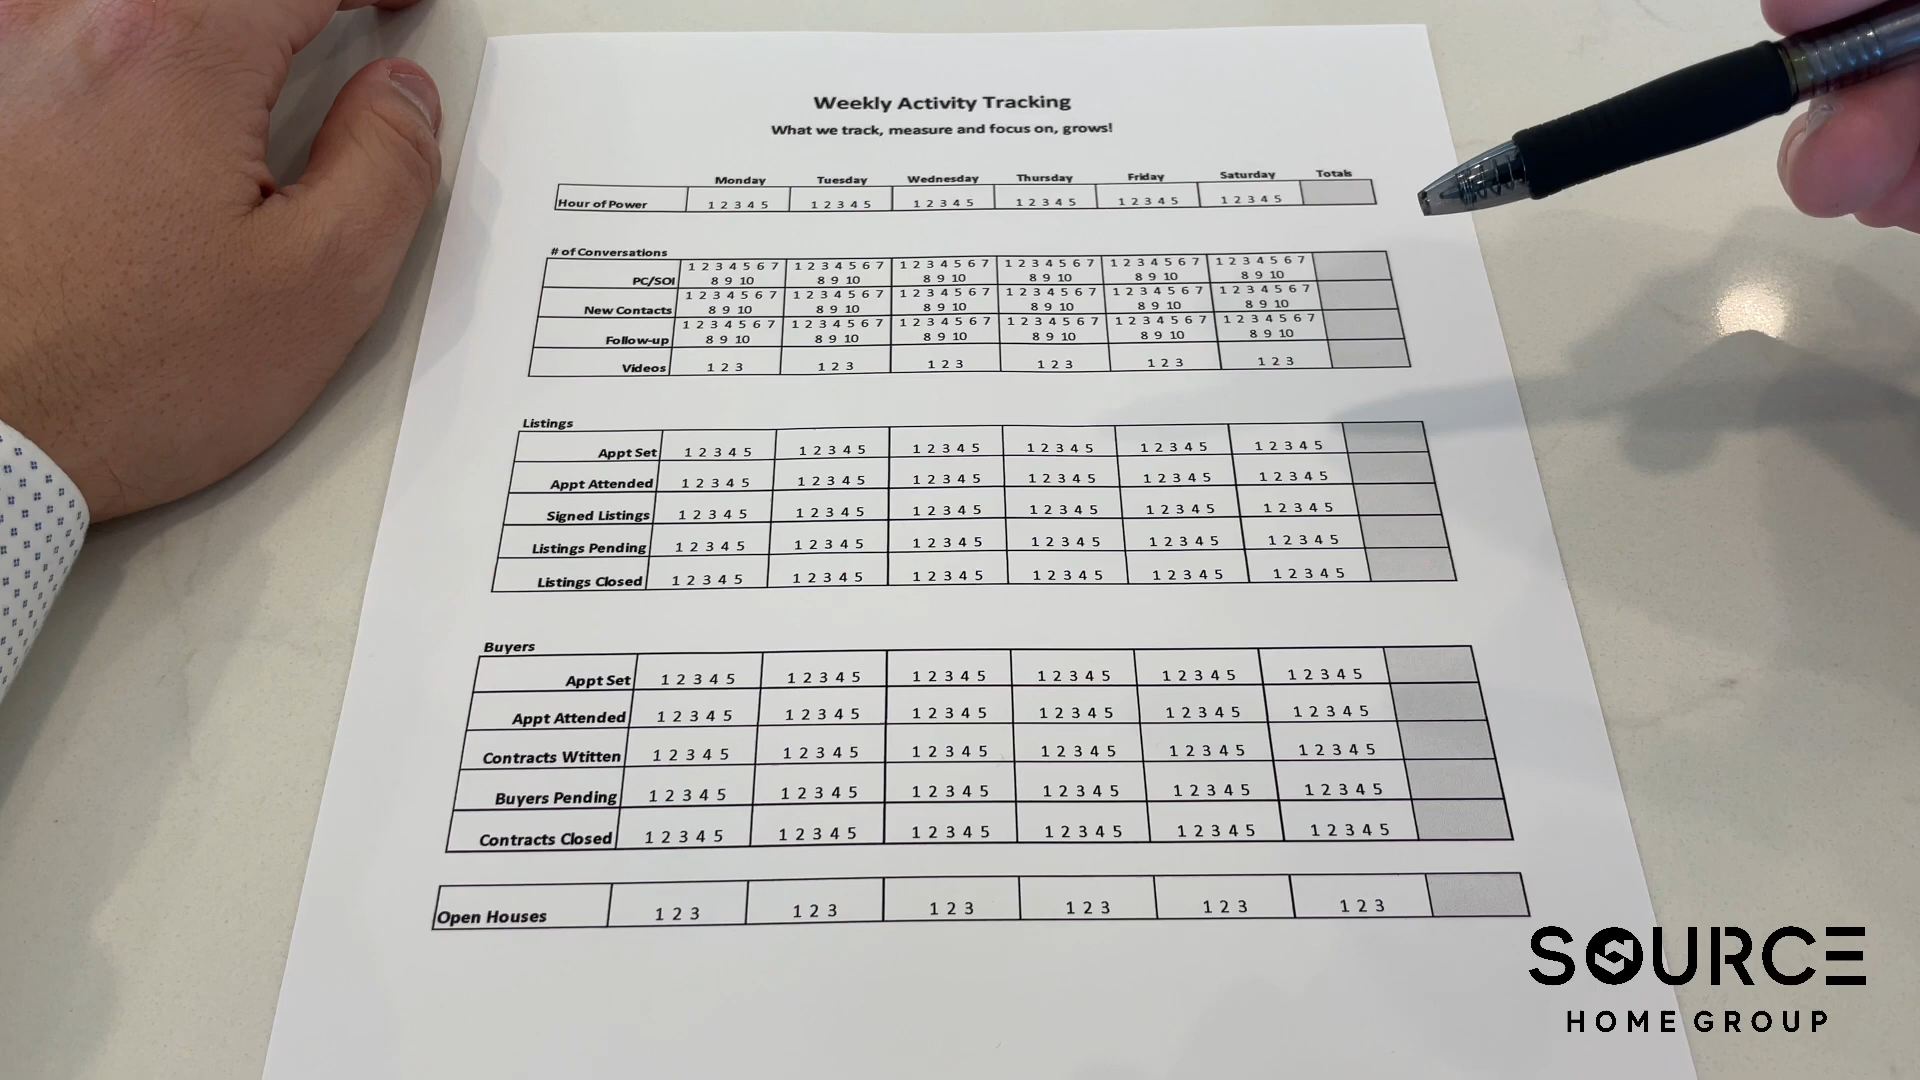 Weekly Activity Tracking
What we track, measure and focus on, grows!
Monday Tuesday Wednesday Thursday Friday Saturday Totals
Hour of Power 1 2 3 4 5 1 2 3 4 5 1 2 3 4 5 1 2 3 4 5 1 2 3 4 5 1 2 3 4 5
# of Conversations
1 2 3 4 5 6 7 1 2 3 4 5 6 7 1 2 3 4 5 6 7 1 2 3 4 5 6 7 1 2 3 4 5 6 7 1 2 3 4 5 6 7
PC/SOI 8 9 10 8 9 10 8 9 10 8 9 10 8 9 10 8 9 10
1 2 3 4 5 6 7 1 2 3 4 5 6 7 1 2 3 4 5 6 7 1 2 3 4 5 6 7 1 2 3 4 5 6 7 1 2 3 4 5 6 7
New Contacts 8 9 10 8 9 10 8 9 10 8 9 10 8 9 10 8 9 10
1 2 3 4 5 6 7 1 2 3 4 5 6 7 1 2 3 4 5 6 7 1 2 3 4 5 6 7 1 2 3 4 5 6 7 1 2 3 4 5 6 7
Follow-up 8 9 10 8 9 10 8 9 10 8 9 10 8 9 10 8 9 10
Videos 1 2 3 1 2 3 1 2 3 1 2 3 1 2 3 1 2 3
Listings
Appt Set 1 2 3 4 5 1 2 3 4 5 1 2 3 4 5 1 2 3 4 5 1 2 3 4 5 1 2 3 4 5
Appt Attended 1 2 3 4 5 1 2 3 4 5 1 2 3 4 5 1 2 3 4 5 1 2 3 4 5 1 2 3 4 5
Signed Listings 1 2 3 4 5 1 2 3 4 5 1 2 3 4 5 1 2 3 4 5 1 2 3 4 5 1 2 3 4 5
Listings Pending 1 2 3 4 5 1 2 3 4 5 1 2 3 4 5 1 2 3 4 5 1 2 3 4 5 1 2 3 4 5
Listings Closed 1 2 3 4 5 1 2 3 4 5 1 2 3 4 5 1 2 3 4 5 1 2 3 4 5 1 2 3 4 5
Buyers
Appt Set 1 2 3 4 5 1 2 3 4 5 1 2 3 4 5 1 2 3 4 5 1 2 3 4 5 1 2 3 4 5
Appt Attended 1 2 3 4 5 1 2 3 4 5 1 2 3 4 5 1 2 3 4 5 1 2 3 4 5 1 2 3 4 5
Contracts Wtitten 1 2 3 4 5 1 2 3 4 5 1 2 3 4 5 1 2 3 4 5 1 2 3 4 5 1 2 3 4 5
Buyers Pending 1 2 3 4 5 1 2 3 4 5 1 2 3 4 5 1 2 3 4 5 1 2 3 4 5 1 2 3 4 5
Contracts Closed 1 2 3 4 5 1 2 3 4 5 1 2 3 4 5 1 2 3 4 5 1 2 3 4 5 1 2 3 4 5
Open Houses 1 2 3 1 2 3 1 2 3 1 2 3 1 2 3 1 2 3
SOURCE
HOME GROUP